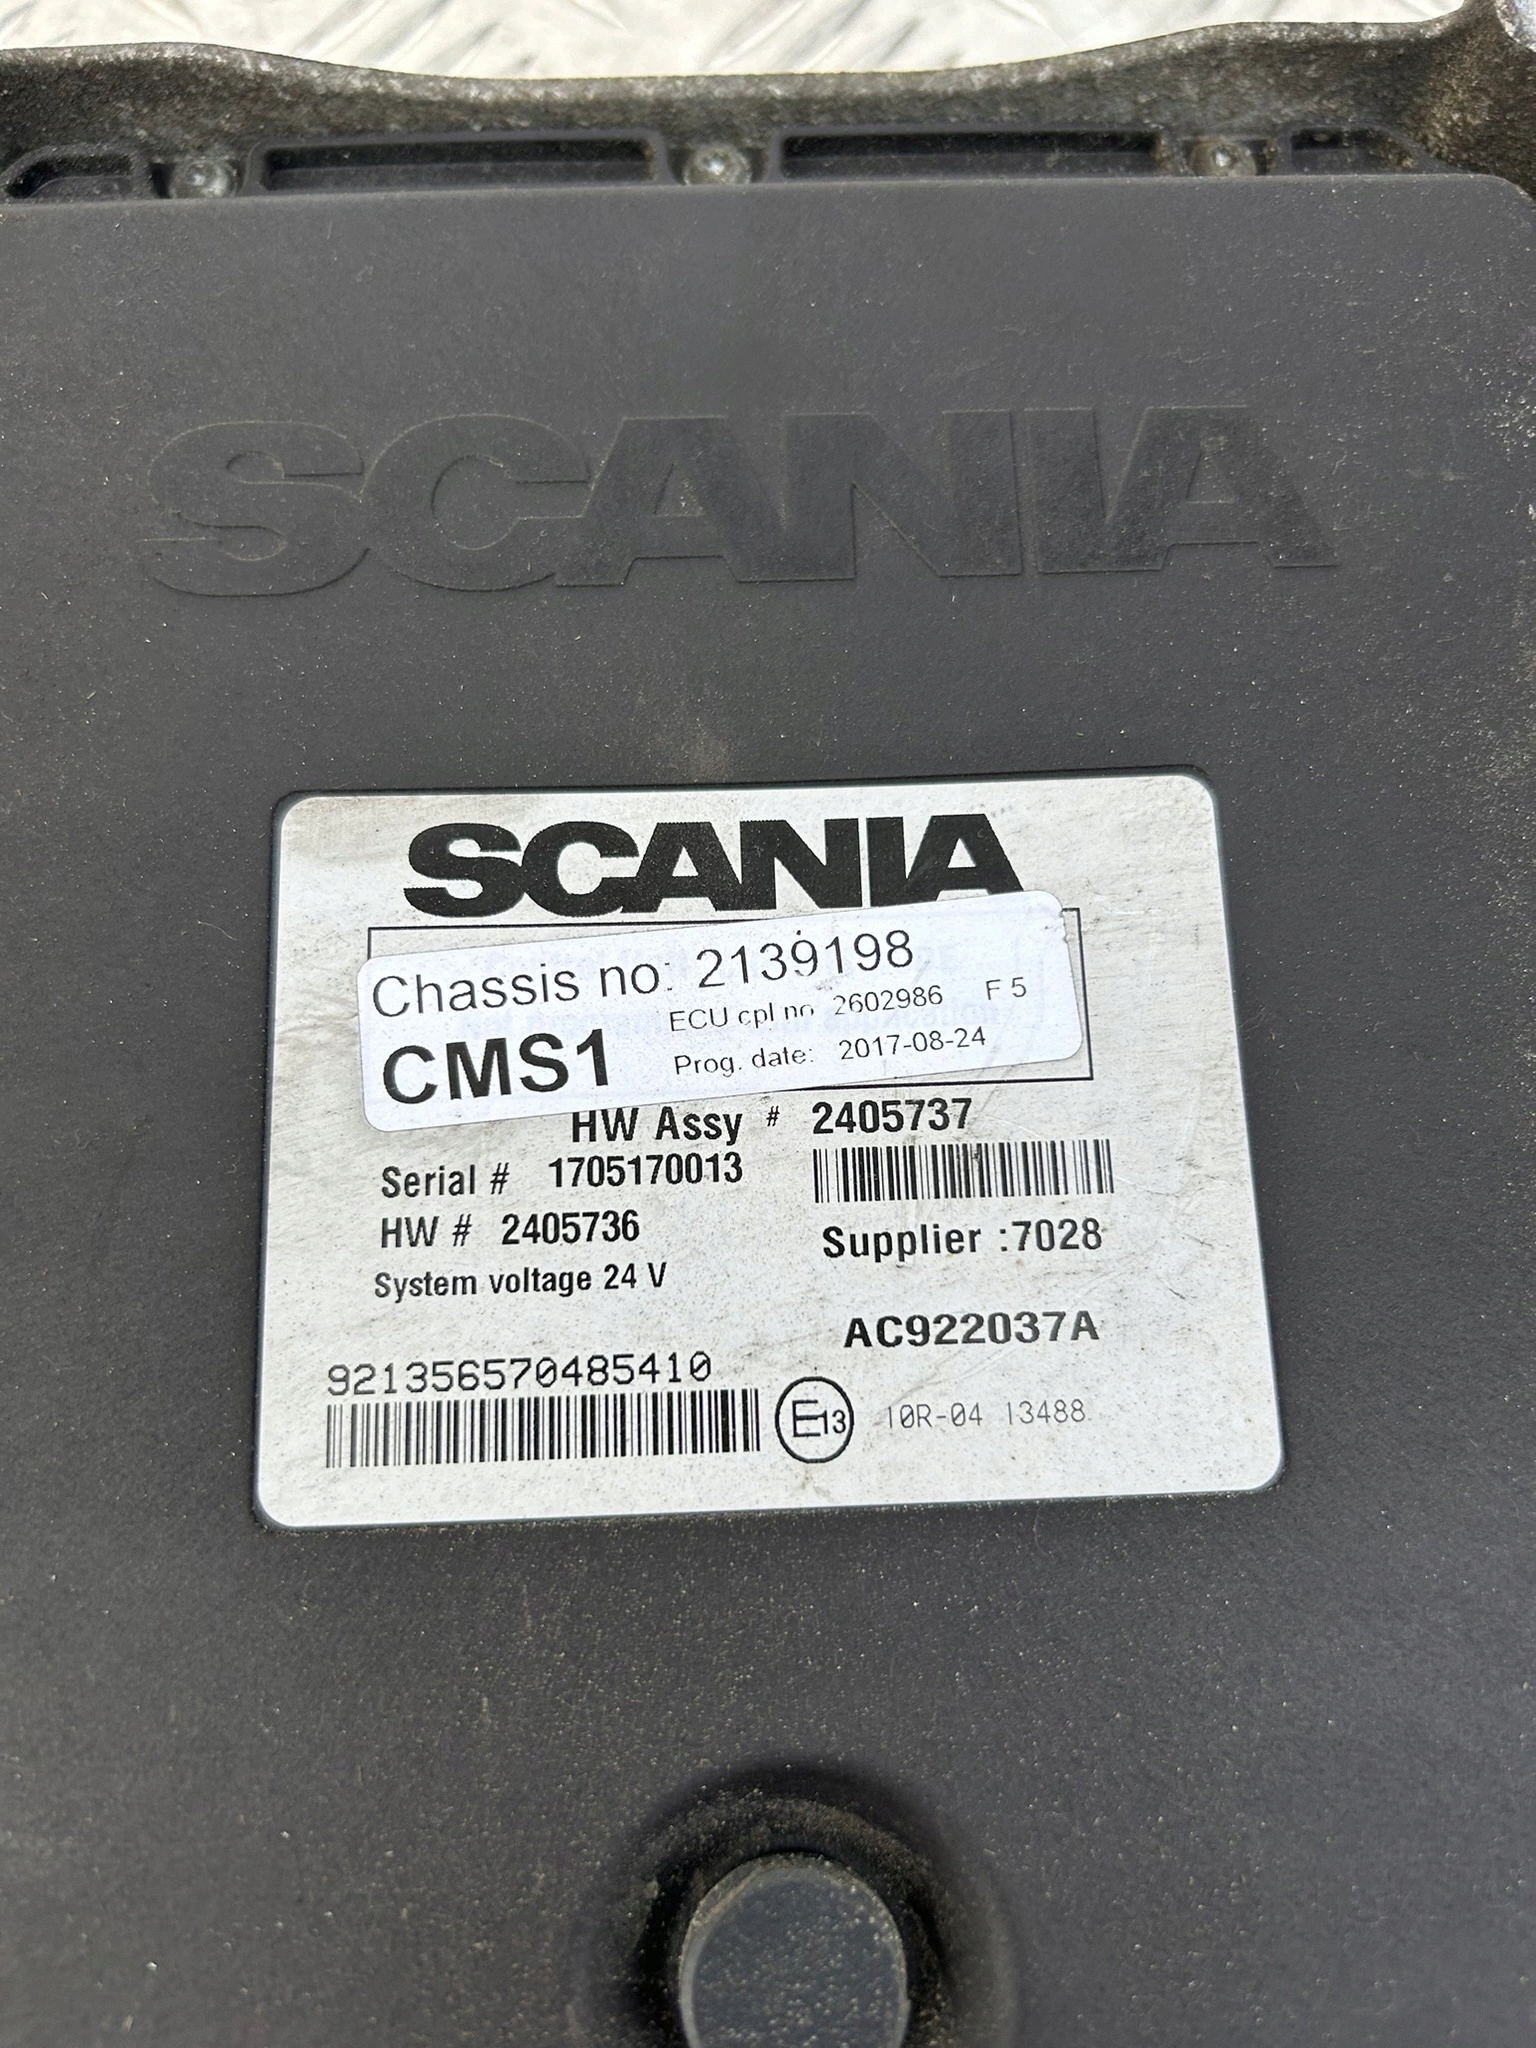 SCANIA
SCANIA
Chassis no: 2139198
ECU cpl no 2602986 F 5
CMS1
Prog. date: 2017-08-24
HW Assy # 2405737
Serial # 1705170013
HW # 2405736
Supplier :7028
System voltage 24 V
AC922037A
921356570485410
E13 10R-04 13488